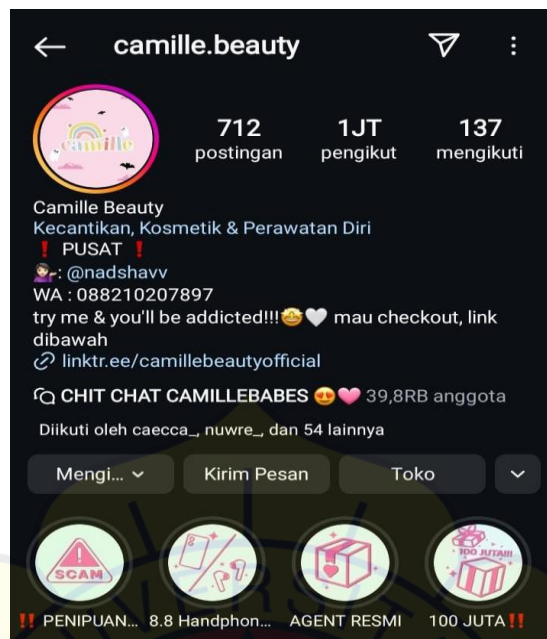 camille.beauty
camille
712 1JT 137
postingan pengikut mengikuti
Camille Beauty
Kecantikan, Kosmetik & Perawatan Diri
❗ PUSAT ❗
💁🏻‍♀️: @nadshavv
WA : 088210207897
try me & you'll be addicted!!!🤩🤍 mau checkout, link
dibawah
linktr.ee/camillebeautyofficial
CHIT CHAT CAMILLEBABES 😍🩷 39,8RB anggota
Diikuti oleh caecca_, nuwre_, dan 54 lainnya
Mengi... Kirim Pesan Toko
SCAM 100 JUTA!!!
‼️ PENIPUAN... 8.8 Handphon... AGENT RESMI 100 JUTA‼️